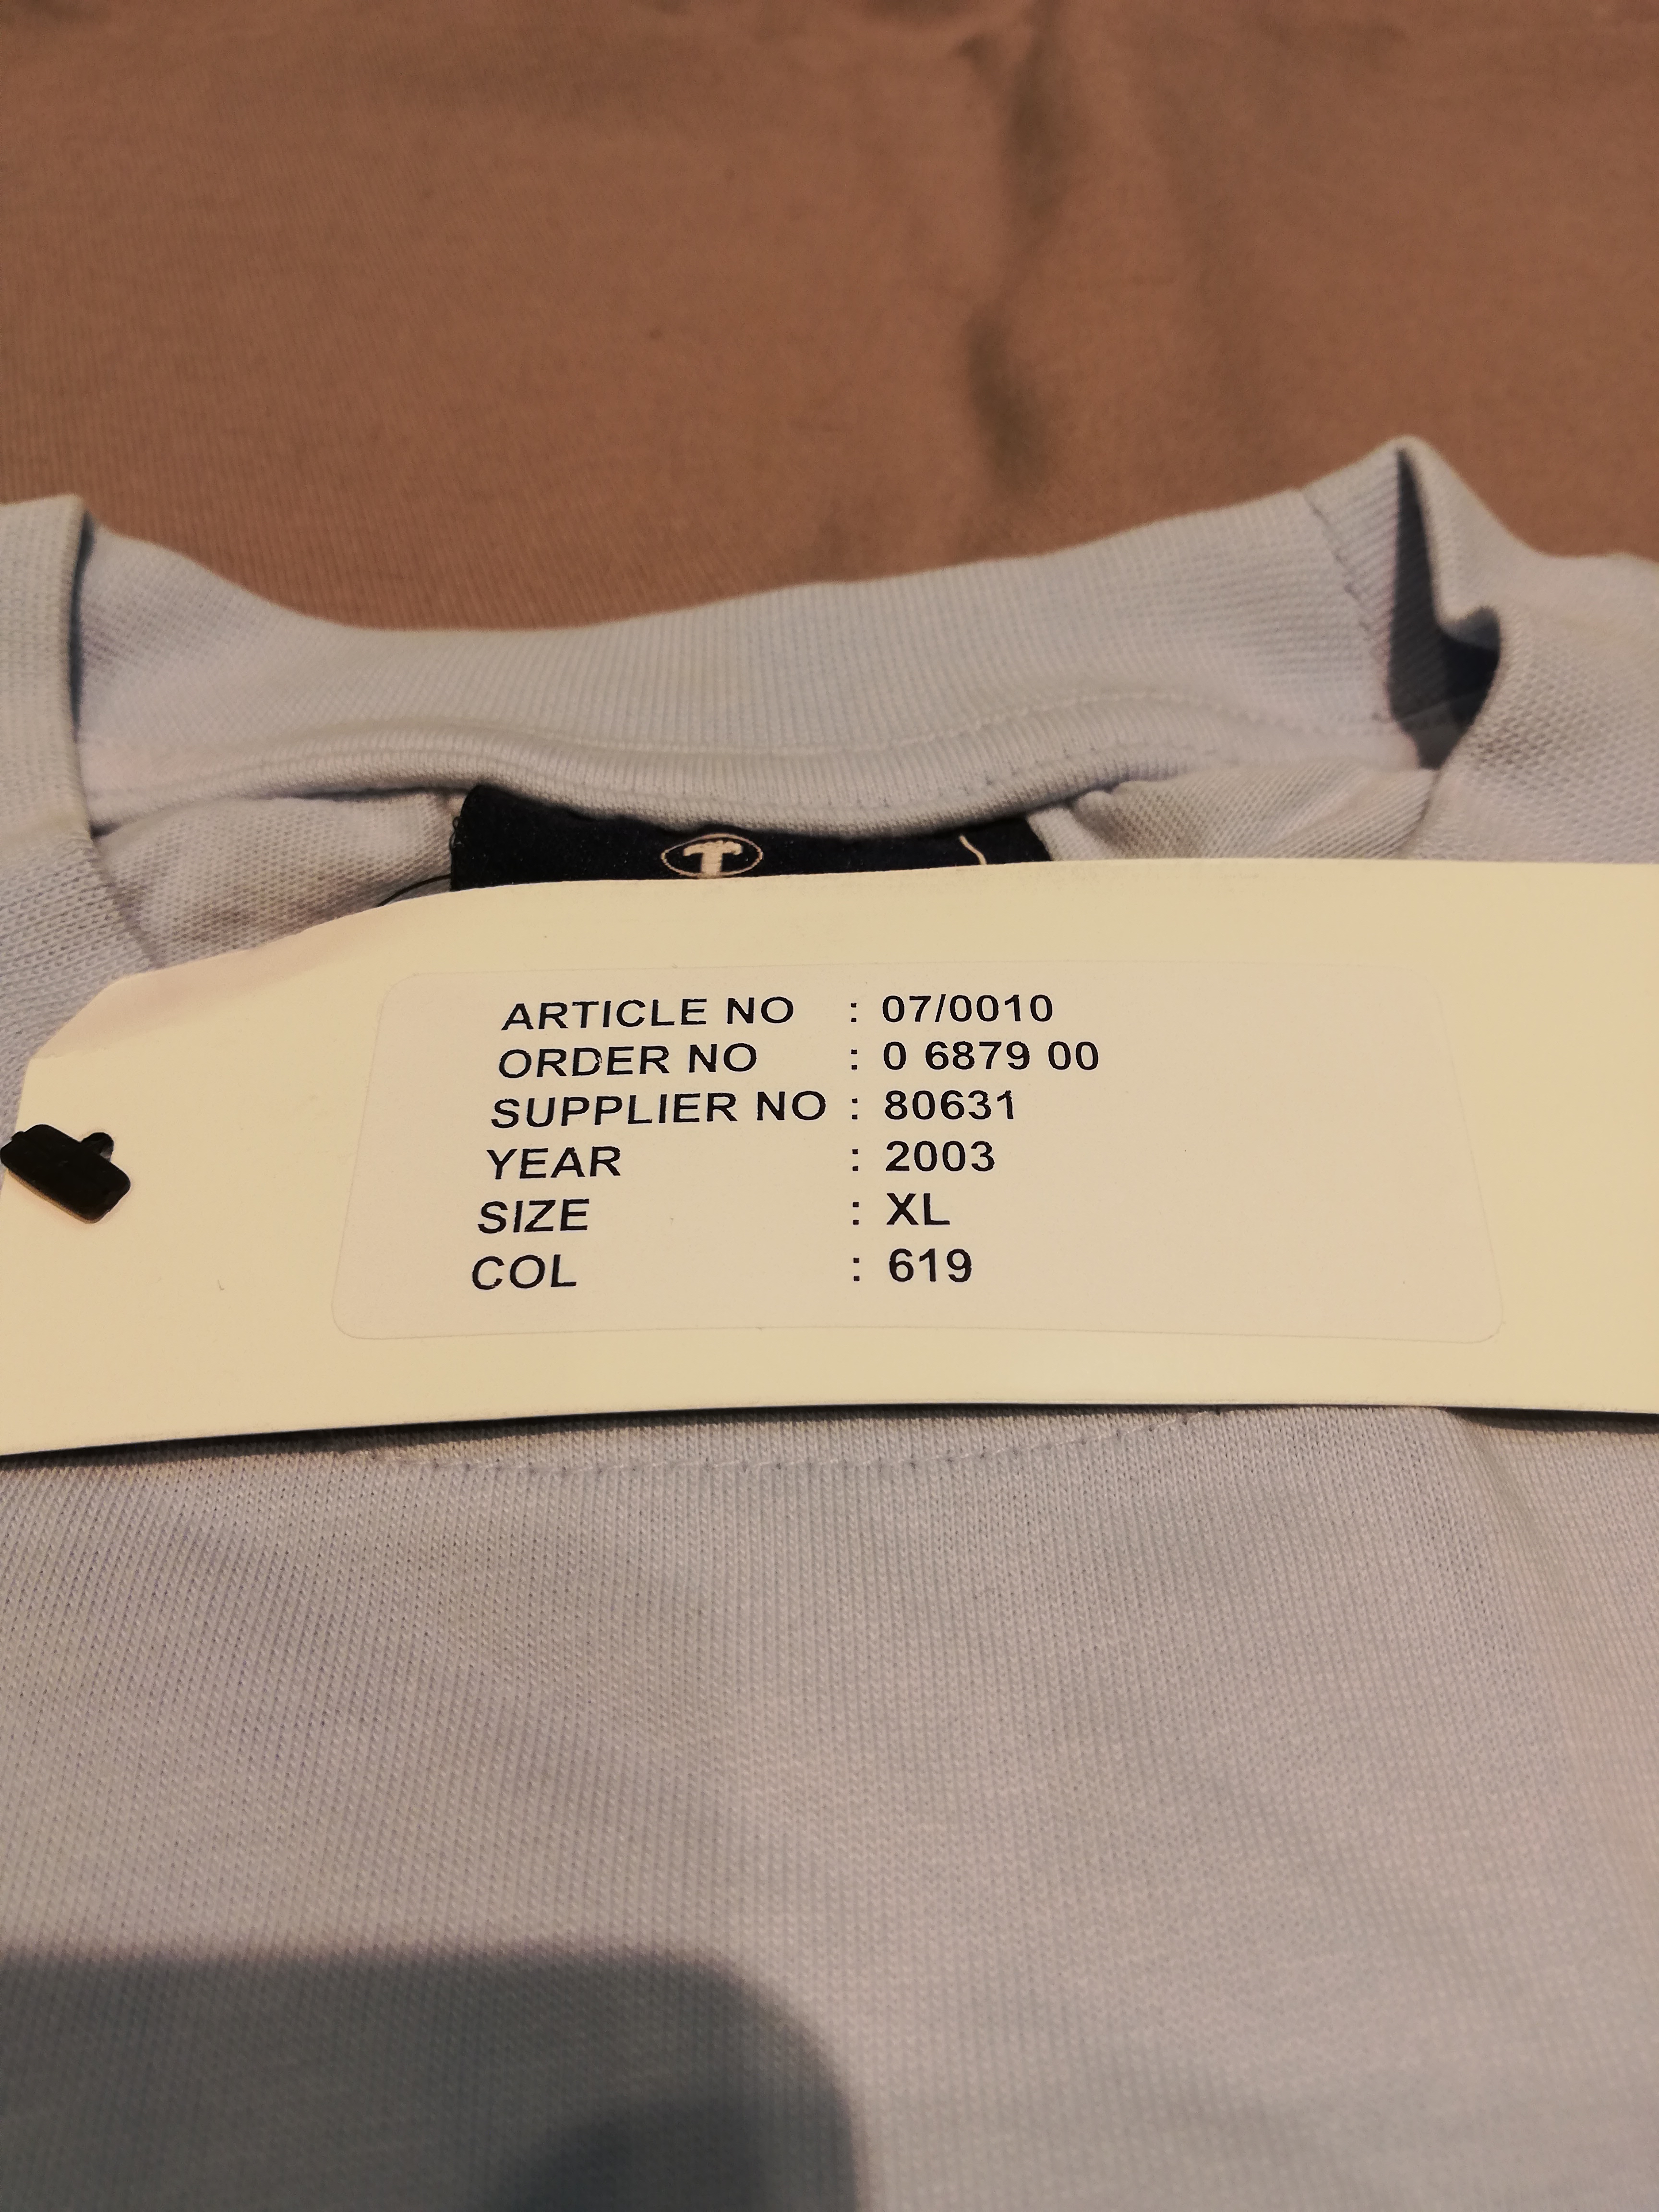 T
ARTICLE NO : 07/0010
ORDER NO : 0 6879 00
SUPPLIER NO : 80631
YEAR : 2003
SIZE : XL
COL : 619